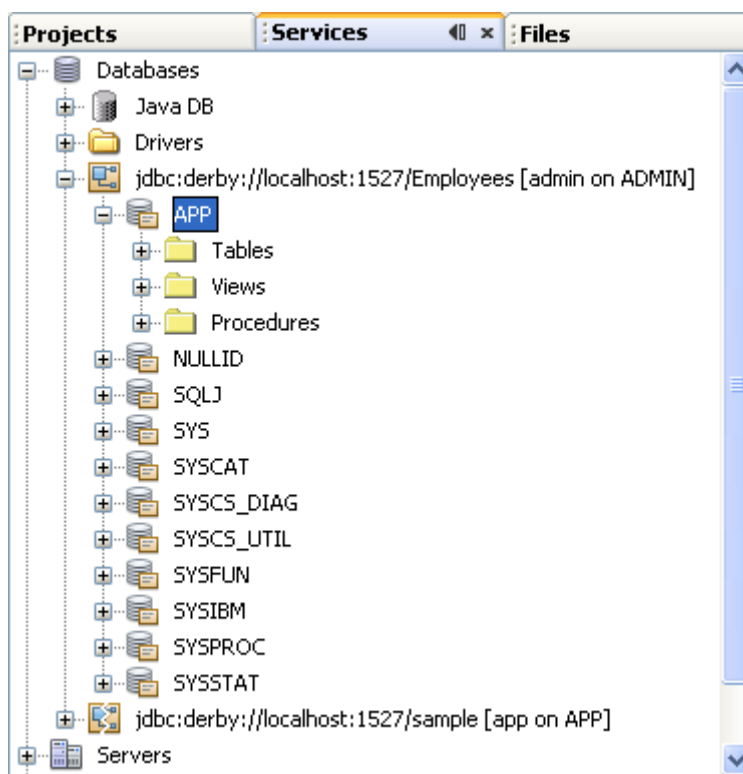 Projects Services Files
Databases
Java DB
Drivers
jdbc:derby://localhost:1527/Employees [admin on ADMIN]
APP
Tables
Views
Procedures
NULLID
SQLJ
SYS
SYSCAT
SYSCS_DIAG
SYSCS_UTIL
SYSFUN
SYSIBM
SYSPROC
SYSSTAT
jdbc:derby://localhost:1527/sample [app on APP]
Servers